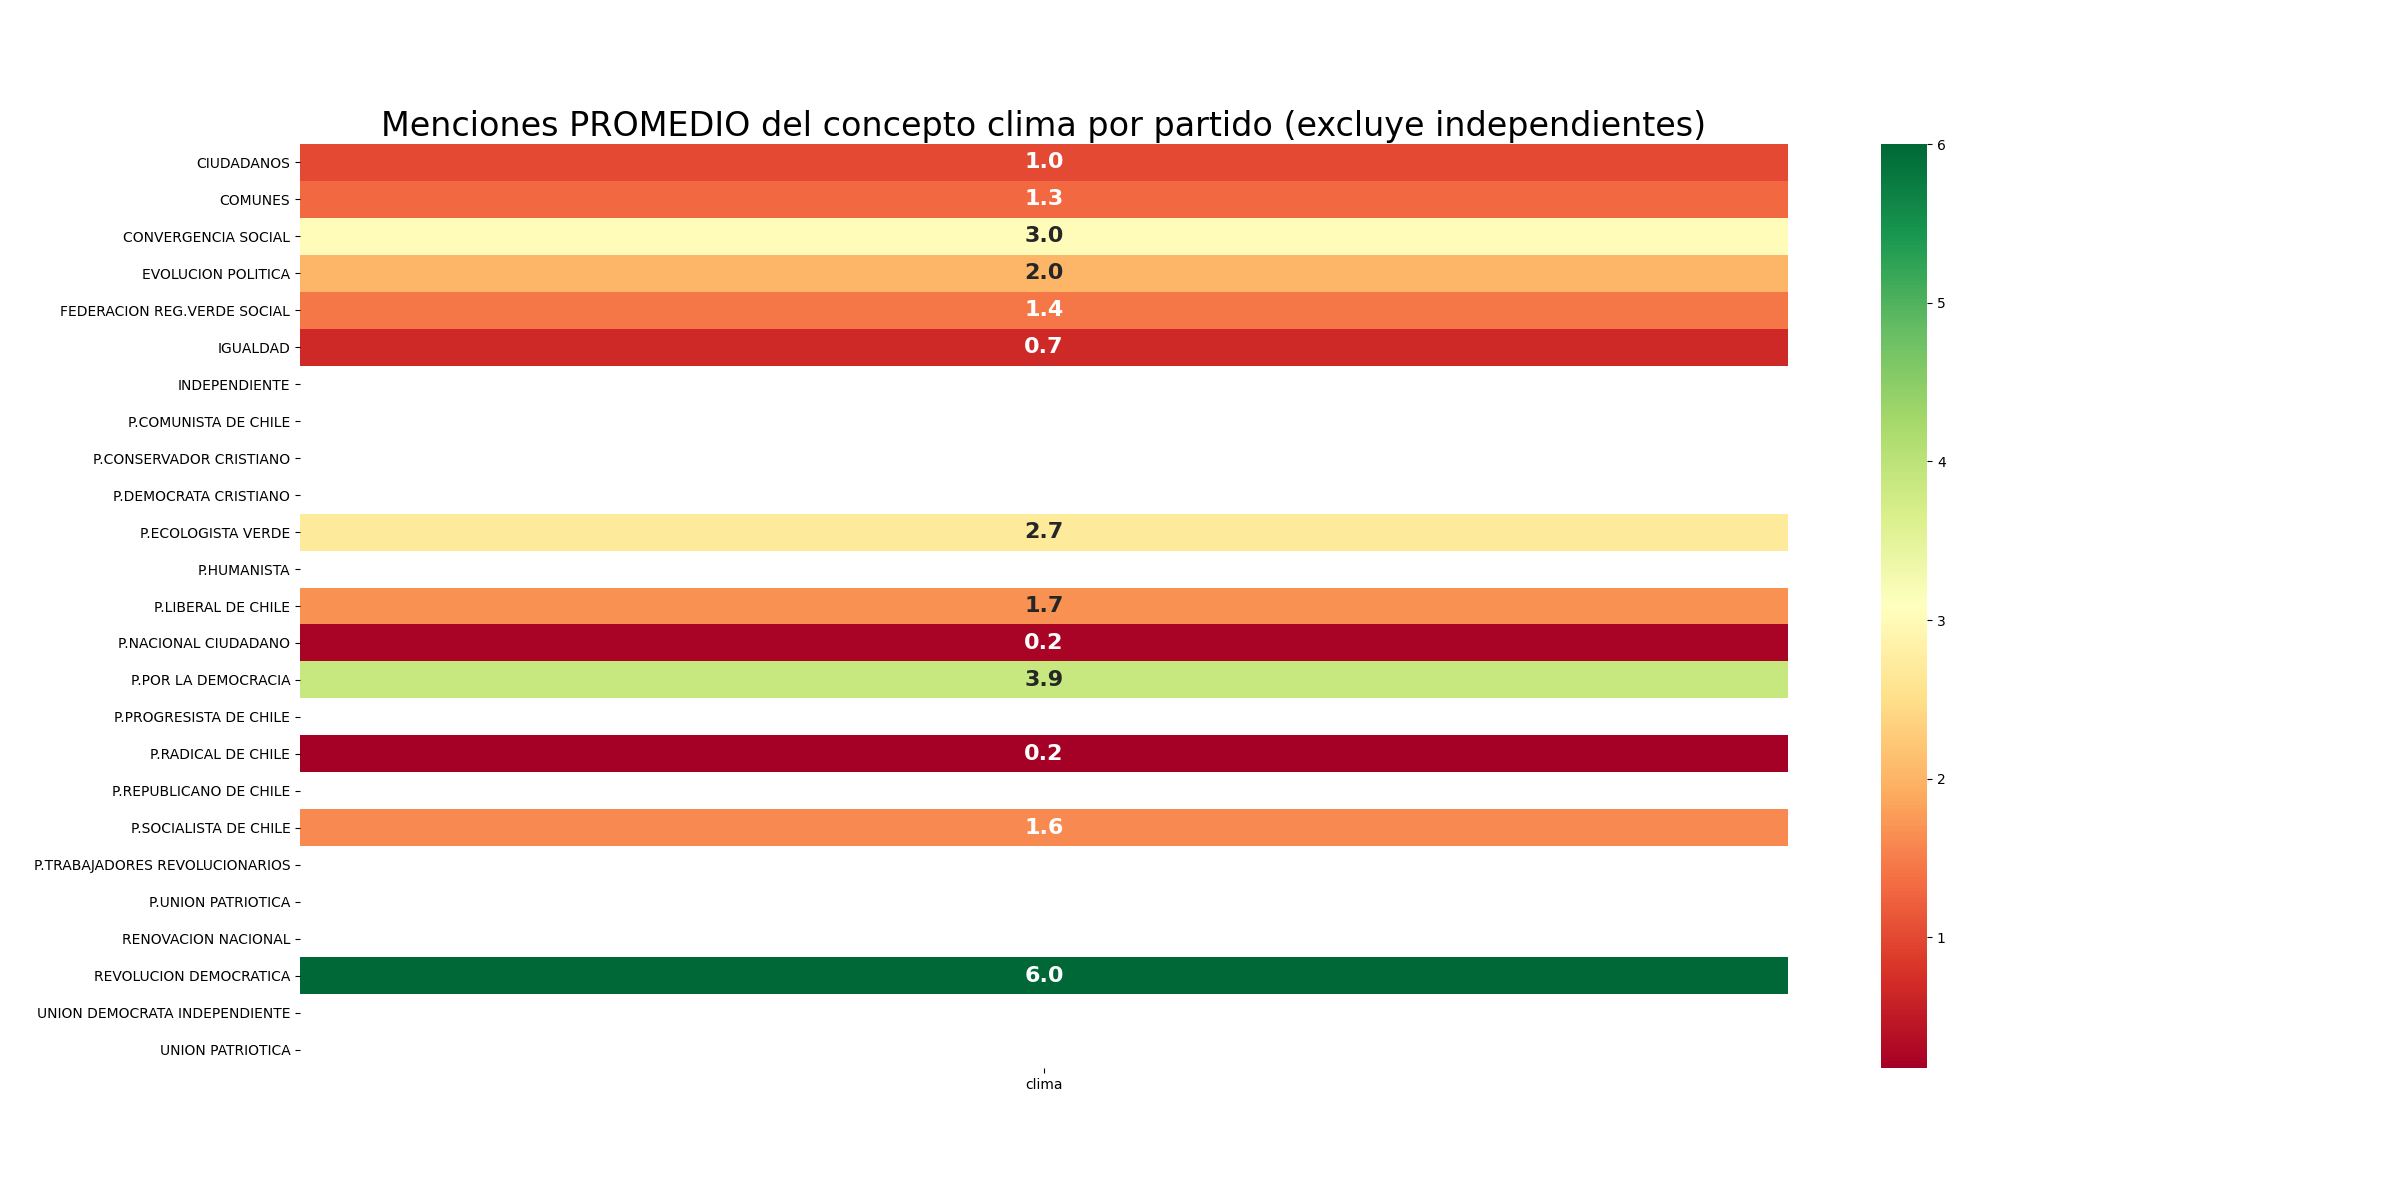 Menciones PROMEDIO del concepto clima por partido (excluye independientes)
CIUDADANOS 1.0
COMUNES 1.3
CONVERGENCIA SOCIAL 3.0
EVOLUCION POLITICA 2.0
FEDERACION REG.VERDE SOCIAL 1.4
IGUALDAD 0.7
INDEPENDIENTE
P.COMUNISTA DE CHILE
P.CONSERVADOR CRISTIANO
P.DEMOCRATA CRISTIANO
P.ECOLOGISTA VERDE 2.7
P.HUMANISTA
P.LIBERAL DE CHILE 1.7
P.NACIONAL CIUDADANO 0.2
P.POR LA DEMOCRACIA 3.9
P.PROGRESISTA DE CHILE
P.RADICAL DE CHILE 0.2
P.REPUBLICANO DE CHILE
P.SOCIALISTA DE CHILE 1.6
P.TRABAJADORES REVOLUCIONARIOS
P.UNION PATRIOTICA
RENOVACION NACIONAL
REVOLUCION DEMOCRATICA 6.0
UNION DEMOCRATA INDEPENDIENTE
UNION PATRIOTICA
clima
6
5
4
3
2
1